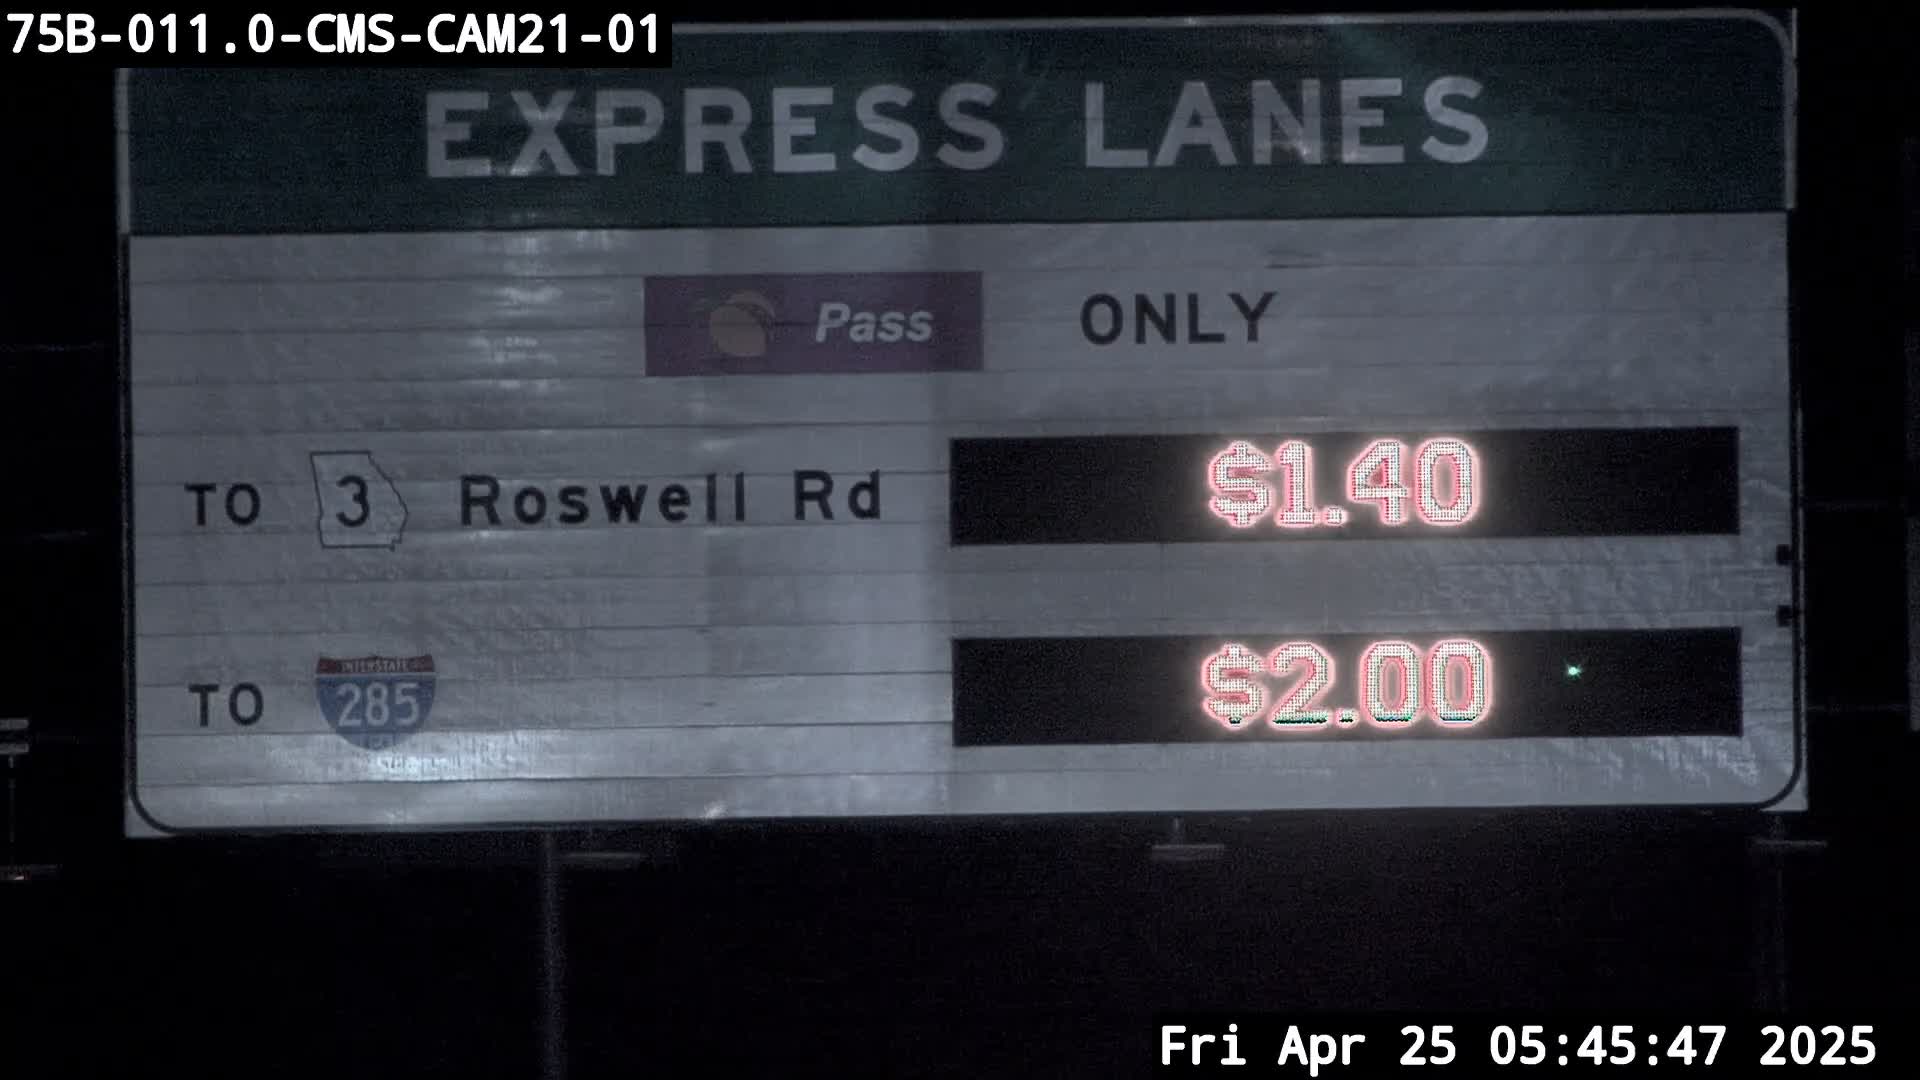 75B-011.0-CMS-CAM21-01
EXPRESS LANES
Pass ONLY
TO 3 Roswell Rd $1.40
INTERSTATE
TO 285 $2.00
Fri Apr 25 05:45:47 2025